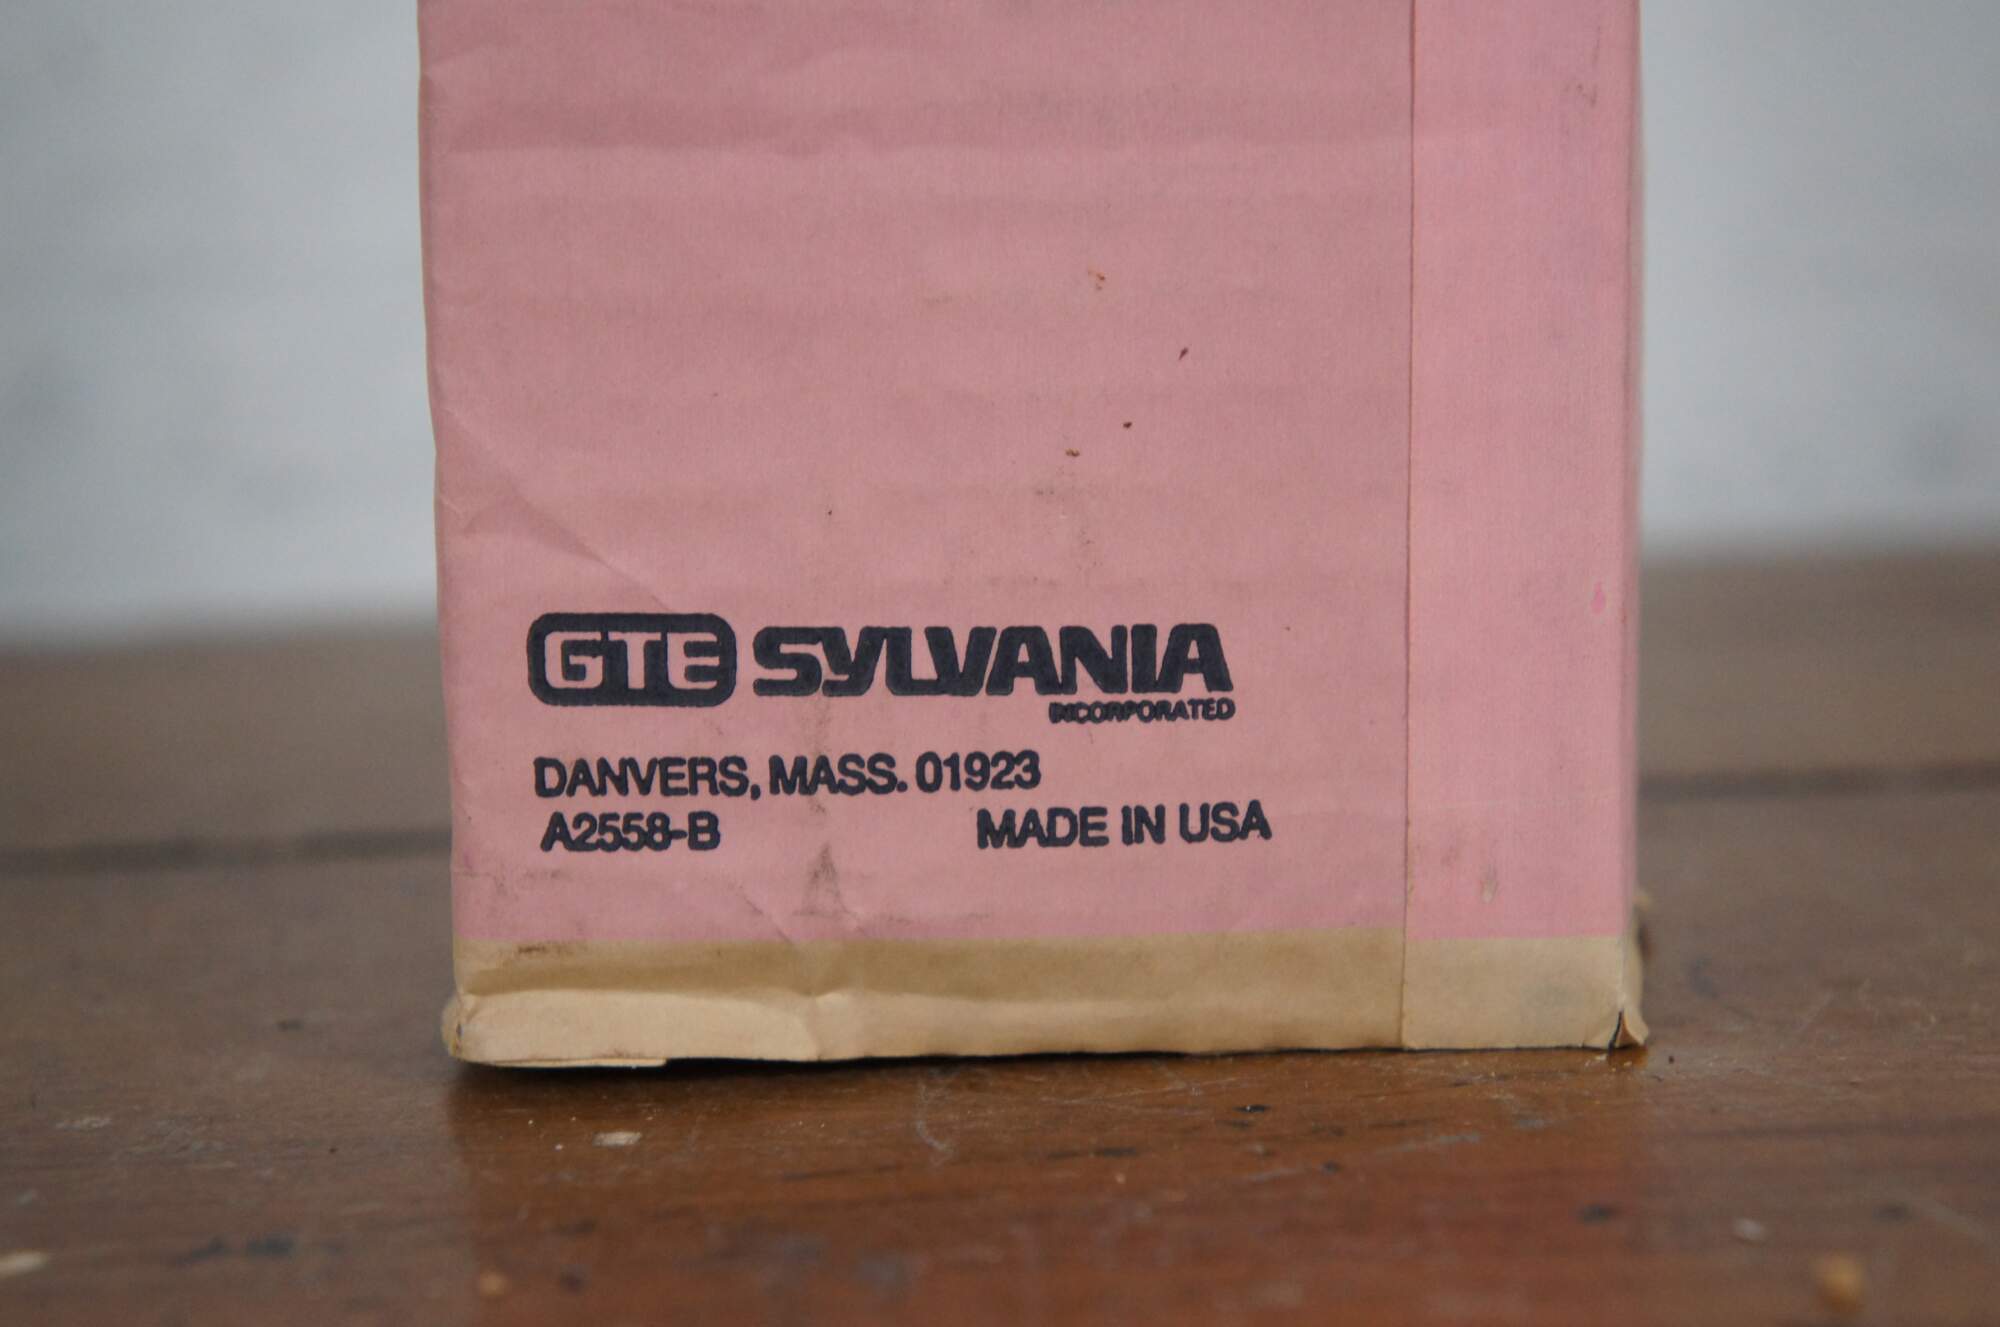 GTE SYLVANIA
INCORPORATED
DANVERS, MASS. 01923
A2558-B MADE IN USA